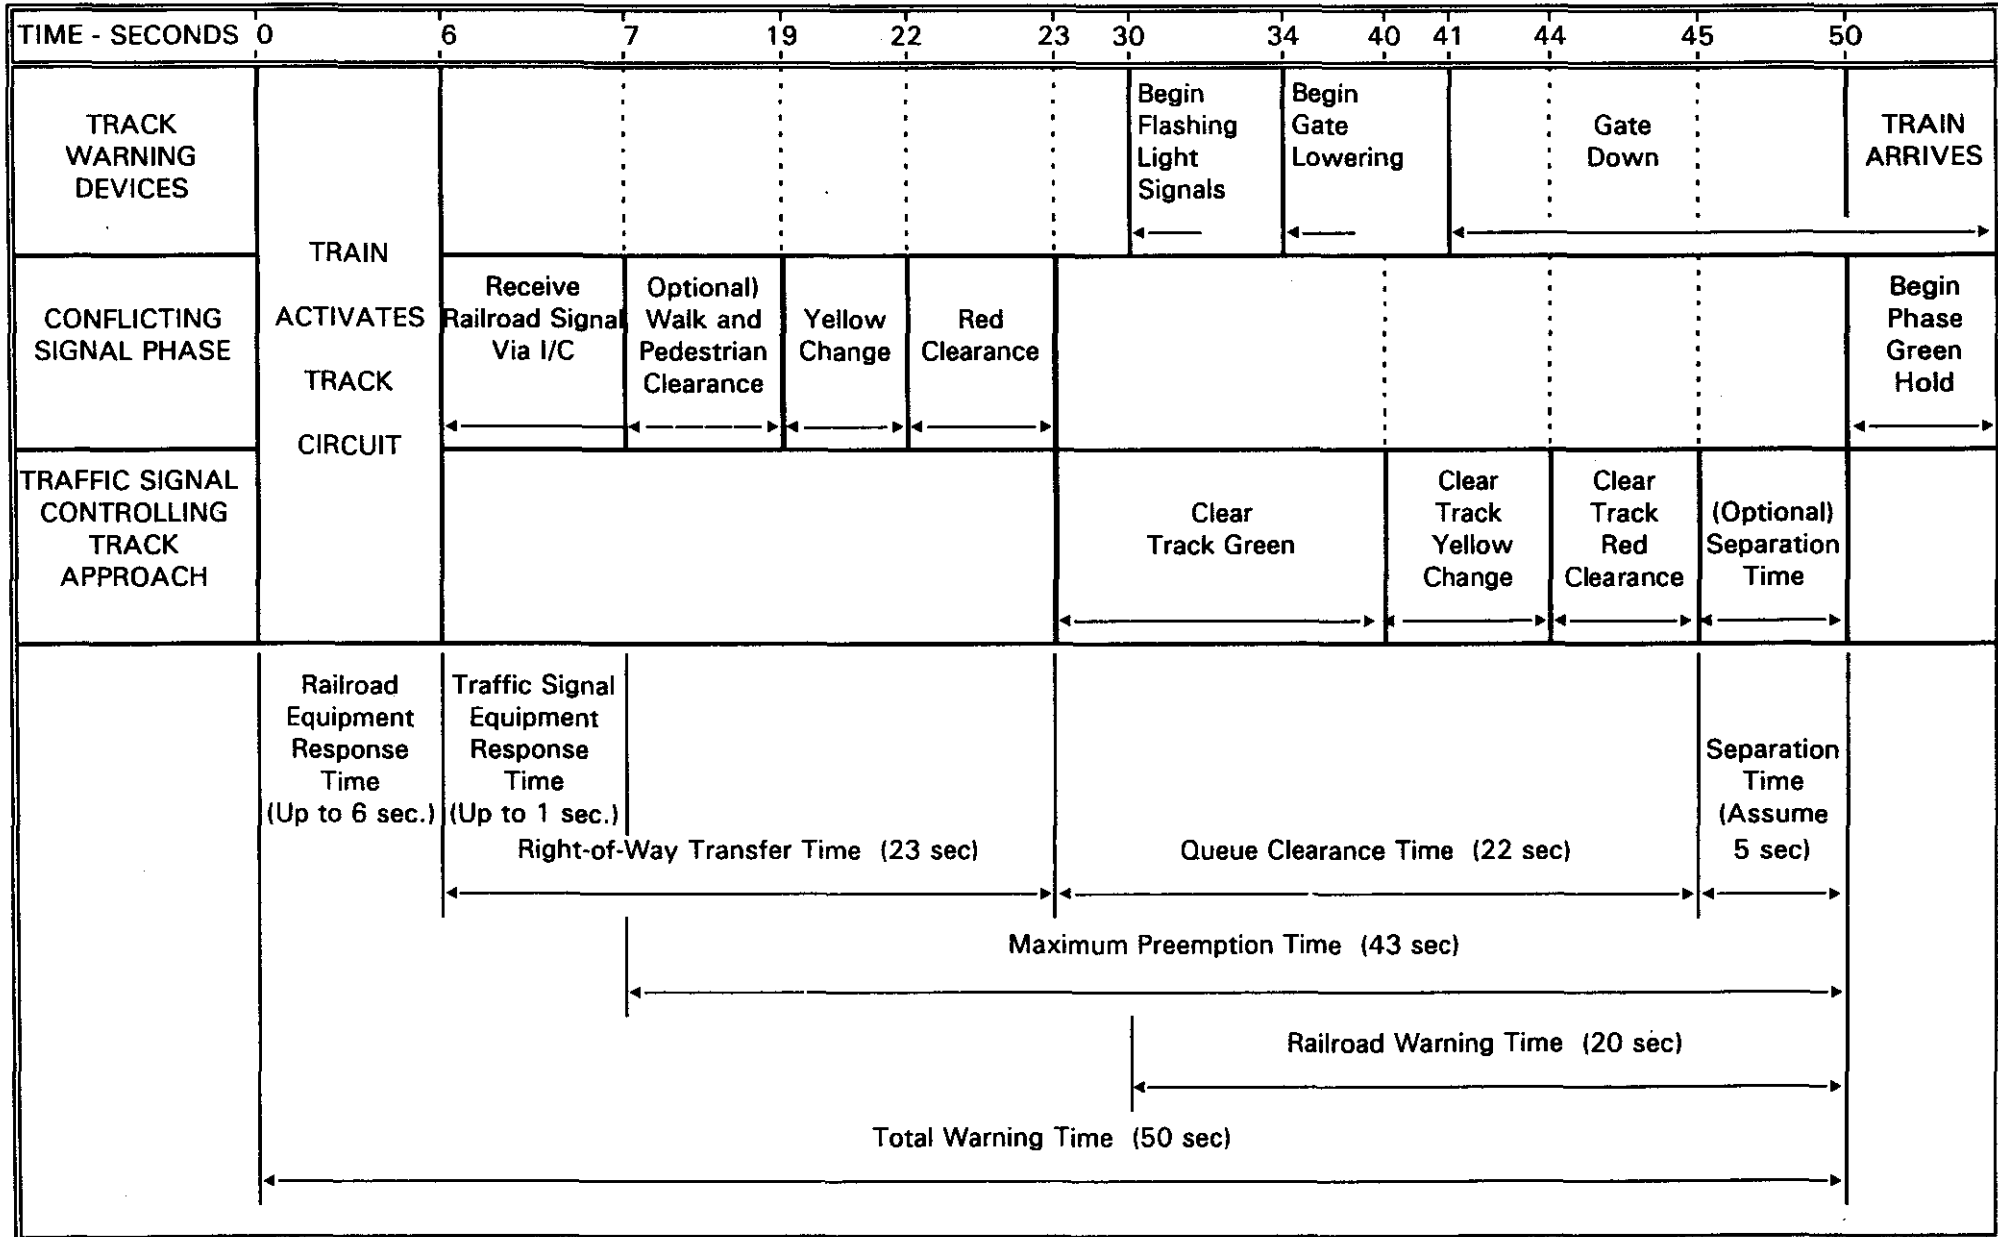 TIME - SECONDS 0 6 7 19 22 23 30 34 40 41 44 45 50
TRACK
WARNING
DEVICES
Begin
Flashing
Light
Signals
Begin
Gate
Lowering
Gate
Down
TRAIN
ARRIVES
TRAIN
ACTIVATES
TRACK
CIRCUIT
CONFLICTING
SIGNAL PHASE
Receive
Railroad Signal
Via I/C
Optional)
Walk and
Pedestrian
Clearance
Yellow
Change
Red
Clearance
Begin
Phase
Green
Hold
TRAFFIC SIGNAL
CONTROLLING
TRACK
APPROACH
Clear
Track Green
Clear
Track
Yellow
Change
Clear
Track
Red
Clearance
(Optional)
Separation
Time
Railroad
Equipment
Response
Time
(Up to 6 sec.)
Traffic Signal
Equipment
Response
Time
(Up to 1 sec.)
Right-of-Way Transfer Time (23 sec)
Queue Clearance Time (22 sec)
Separation
Time
(Assume
5 sec)
Maximum Preemption Time (43 sec)
Railroad Warning Time (20 sec)
Total Warning Time (50 sec)